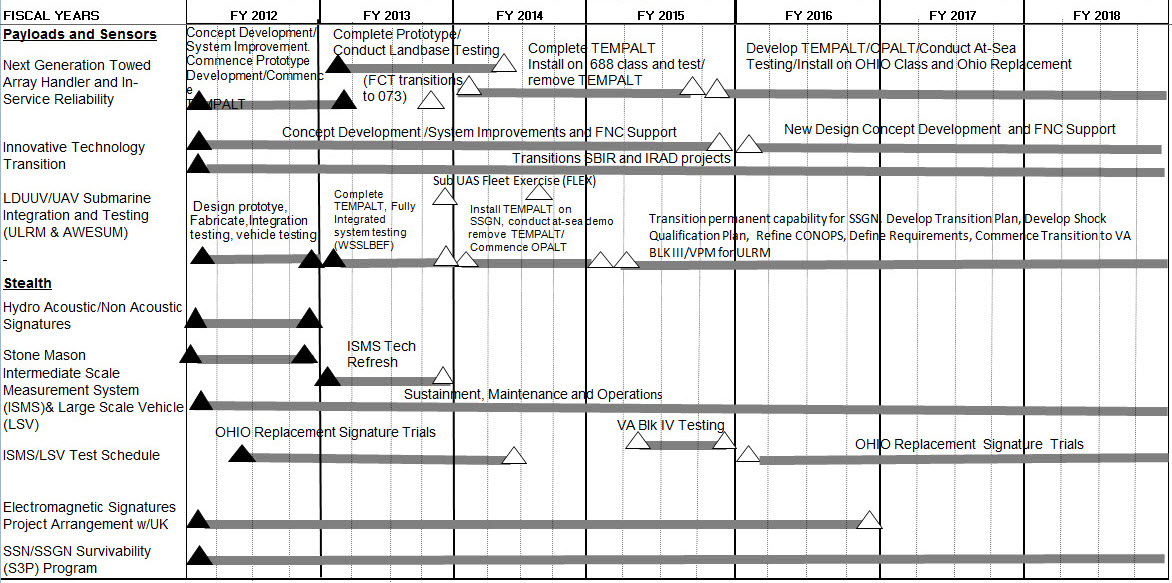 FISCAL YEARS FY 2012 FY 2013 FY 2014 FY 2015 FY 2016 FY 2017 FY 2018
Payloads and Sensors
Next Generation Towed
Array Handler and In-
Service Reliability
Concept Development/
System Improvement.
Commence Prototype
Development/Commenc
e
TEMPALT
Complete Prototype/
Conduct Landbase Testing
(FCT transitions
to 073)
Complete TEMPALT
Install on 688 class and test/
remove TEMPALT
Develop TEMPALT/OPALT/Conduct At-Sea
Testing/Install on OHIO Class and Ohio Replacement
Innovative Technology
Transition
Concept Development /System Improvements and FNC Support
New Design Concept Development and FNC Support
Transitions SBIR and IRAD projects
LDUUV/UAV Submarine
Integration and Testing
(ULRM & AWESUM)
-
Design prototye,
Fabricate,Integration
testing, vehicle testing
Complete
TEMPALT, Fully
Integrated
system testing
(WSSLBEF)
Sub UAS Fleet Exercise (FLEX)
Install TEMPALT on
SSGN, conduct at-sea demo
remove TEMPALT/
Commence OPALT
Transition permanent capability for SSGN. Develop Transition Plan, Develop Shock
Qualification Plan, Refine CONOPS, Define Requirements, Commence Transition to VA
BLK III/VPM for ULRM
Stealth
Hydro Acoustic/Non Acoustic
Signatures
Stone Mason
Intermediate Scale
Measurement System
(ISMS)& Large Scale Vehicle
(LSV)
ISMS Tech
Refresh
Sustainment, Maintenance and Operations
ISMS/LSV Test Schedule
OHIO Replacement Signature Trials
VA Blk IV Testing
OHIO Replacement Signature Trials
Electromagnetic Signatures
Project Arrangement w/UK
SSN/SSGN Survivability
(S3P) Program